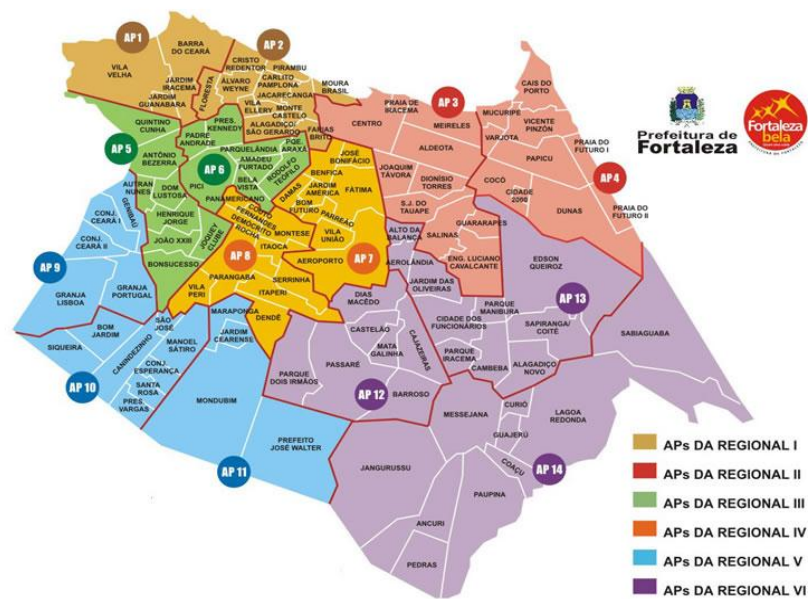 AP 1
VILA
VELHA
BARRA
DO CEARÁ
JARDIM
IRACEMA
JARDIM
GUANABARA
FLORESTA
AP 2
CRISTO
REDENTOR
PIRAMBU
ÁLVARO
WEYNE
CARLITO
PAMPLONA
JACARECANGA
MOURA
BRASIL
VILA
ELLERY
MONTE
CASTELO
ALAGADIÇO/
SÃO GERARDO
FARIAS
BRITO
AP 3
CENTRO
PRAIA DE
IRACEMA
MEIRELES
ALDEOTA
JOAQUIM
TÁVORA
DIONÍSIO
TORRES
S.J. DO
TAUAPE
SALINAS
GUARARAPES
ENG. LUCIANO
CAVALCANTE
CAIS DO
PORTO
MUCURIPE
VICENTE
PINZÓN
VARJOTA
PAPICU
PRAIA DO
FUTURO I
AP 4
COCÓ
CIDADE
2000
DUNAS
PRAIA DO
FUTURO II
Prefeitura de
Fortaleza
Fortaleza
bela
AP 5
QUINTINO
CUNHA
PADRE
ANDRADE
ANTÔNIO
BEZERRA
AUTRAN
NUNES
DOM
LUSTOSA
GENIBAÚ
HENRIQUE
JORGE
JOÃO XXIII
BONSUCESSO
JÓQUEY
CLUBE
AP 6
PRES.
KENNEDY
PARQUELÂNDIA
PQE.
ARAXÁ
AMADEU
FURTADO
RODOLFO
TEÓFILO
BELA
VISTA
PICI
PANAMERICANO
AP 7
JOSÉ
BONIFÁCIO
BENFICA
FÁTIMA
JARDIM
AMÉRICA
DAMAS
BOM
FUTURO
PARREÃO
VILA
UNIÃO
AEROPORTO
AP 8
COUTO
FERNANDES
DEMÓCRITO
ROCHA
MONTESE
ITAOCA
PARANGABA
SERRINHA
ITAPERI
VILA
PERI
DENDÊ
AP 9
CONJ.
CEARÁ I
CONJ.
CEARÁ II
GRANJA
LISBOA
GRANJA
PORTUGAL
AP 10
SIQUEIRA
BOM
JARDIM
SÃO
JOSÉ
CANINDEZINHO
MANOEL
SÁTIRO
CONJ.
ESPERANÇA
SANTA
ROSA
PRES.
VARGAS
AP 11
MARAPONGA
JARDIM
CEARENSE
MONDUBIM
PREFEITO
JOSÉ WALTER
AP 12
ALTO DA
BALANÇA
AEROLÂNDIA
DIAS
MACÊDO
CASTELÃO
MATA
GALINHA
CAJAZEIRAS
PASSARÉ
PARQUE
DOIS IRMÃOS
BARROSO
AP 13
EDSON
QUEIROZ
JARDIM DAS
OLIVEIRAS
PARQUE
MANIBURA
CIDADE DOS
FUNCIONÁRIOS
SAPIRANGA/
COITÉ
SABIAGUABA
PARQUE
IRACEMA
CAMBEBA
ALAGADIÇO
NOVO
AP 14
MESSEJANA
CURIÓ
LAGOA
REDONDA
GUAJERÚ
COAÇU
JANGURUSSU
PAUPINA
ANCURI
PEDRAS
APs DA REGIONAL I
APs DA REGIONAL II
APs DA REGIONAL III
APs DA REGIONAL IV
APs DA REGIONAL V
APs DA REGIONAL VI